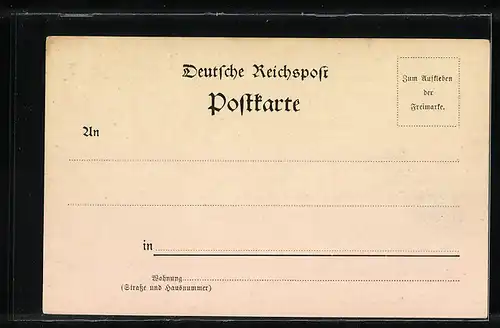 Deutſche Reichspoſt
Poſtkarte
Zum Aufkleben
der
Freimarke.
An
in
Wohnung
(Straße und Hausnummer)